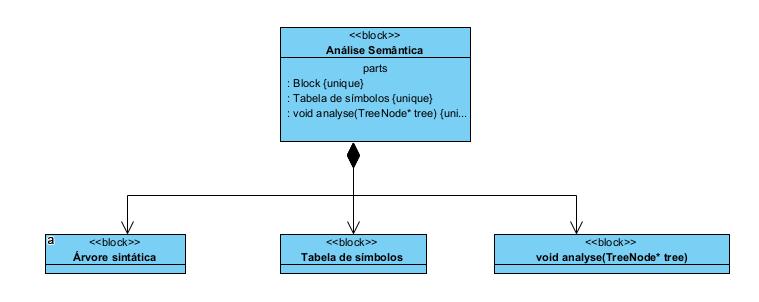 <<block>>
Análise Semântica
parts
: Block {unique}
: Tabela de símbolos {unique}
: void analyse(TreeNode* tree) {uni...
a
<<block>>
Árvore sintática
<<block>>
Tabela de símbolos
<<block>>
void analyse(TreeNode* tree)